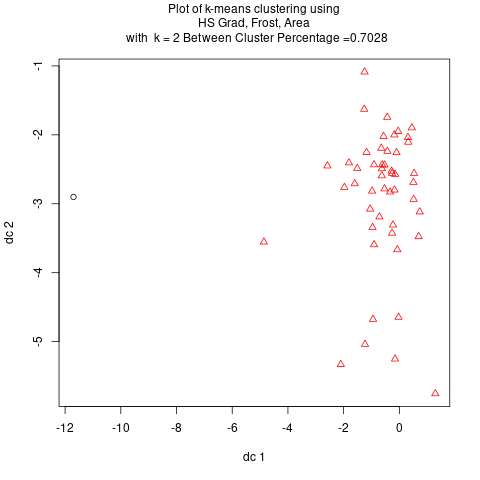 Plot of k-means clustering using
HS Grad, Frost, Area
with k = 2 Between Cluster Percentage =0.7028
-1
-2
-3
-4
-5
dc 2
-12 -10 -8 -6 -4 -2 0
dc 1